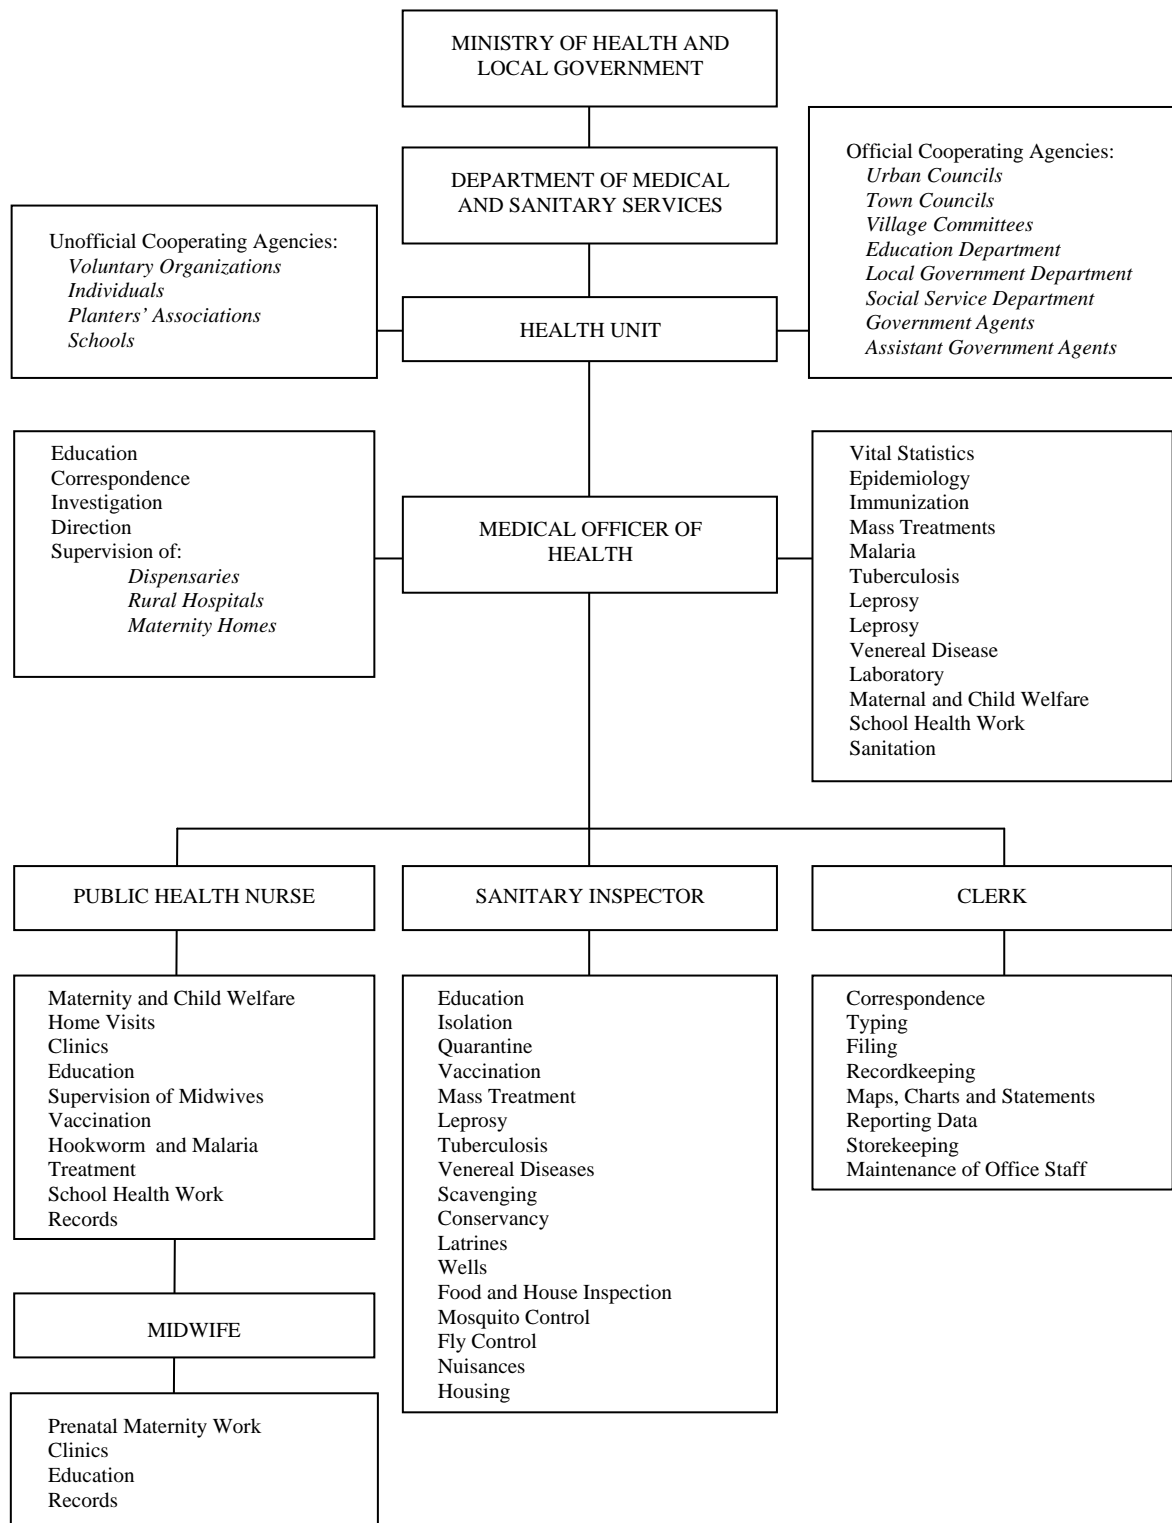 MINISTRY OF HEALTH AND
LOCAL GOVERNMENT
DEPARTMENT OF MEDICAL
AND SANITARY SERVICES
Official Cooperating Agencies:
Urban Councils
Town Councils
Village Committees
Education Department
Local Government Department
Social Service Department
Government Agents
Assistant Government Agents
Unofficial Cooperating Agencies:
Voluntary Organizations
Individuals
Planters' Associations
Schools
HEALTH UNIT
Education
Correspondence
Investigation
Direction
Supervision of:
Dispensaries
Rural Hospitals
Maternity Homes
MEDICAL OFFICER OF
HEALTH
Vital Statistics
Epidemiology
Immunization
Mass Treatments
Malaria
Tuberculosis
Leprosy
Leprosy
Venereal Disease
Laboratory
Maternal and Child Welfare
School Health Work
Sanitation
PUBLIC HEALTH NURSE
SANITARY INSPECTOR
CLERK
Maternity and Child Welfare
Home Visits
Clinics
Education
Supervision of Midwives
Vaccination
Hookworm and Malaria
Treatment
School Health Work
Records
Education
Isolation
Quarantine
Vaccination
Mass Treatment
Leprosy
Tuberculosis
Venereal Diseases
Scavenging
Conservancy
Latrines
Wells
Food and House Inspection
Mosquito Control
Fly Control
Nuisances
Housing
Correspondence
Typing
Filing
Recordkeeping
Maps, Charts and Statements
Reporting Data
Storekeeping
Maintenance of Office Staff
MIDWIFE
Prenatal Maternity Work
Clinics
Education
Records